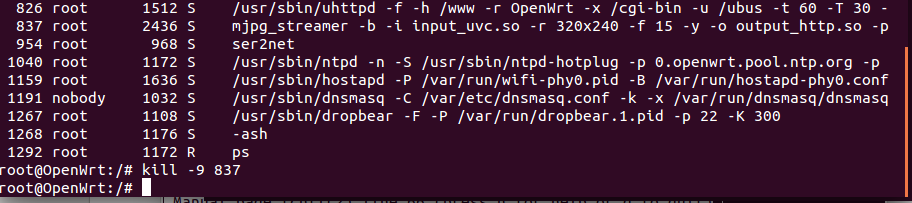 826 root 1512 S /usr/sbin/uhttpd -f -h /www -r OpenWrt -x /cgi-bin -u /ubus -t 60 -T 30 -
837 root 2436 S mjpg_streamer -b -i input_uvc.so -r 320x240 -f 15 -y -o output_http.so -p
954 root 968 S ser2net
1040 root 1172 S /usr/sbin/ntpd -n -S /usr/sbin/ntpd-hotplug -p 0.openwrt.pool.ntp.org -p
1159 root 1636 S /usr/sbin/hostapd -P /var/run/wifi-phy0.pid -B /var/run/hostapd-phy0.conf
1191 nobody 1032 S /usr/sbin/dnsmasq -C /var/etc/dnsmasq.conf -k -x /var/run/dnsmasq/dnsmasq
1267 root 1108 S /usr/sbin/dropbear -F -P /var/run/dropbear.1.pid -p 22 -K 300
1268 root 1176 S -ash
1292 root 1172 R ps
root@OpenWrt:/# kill -9 837
root@OpenWrt:/#